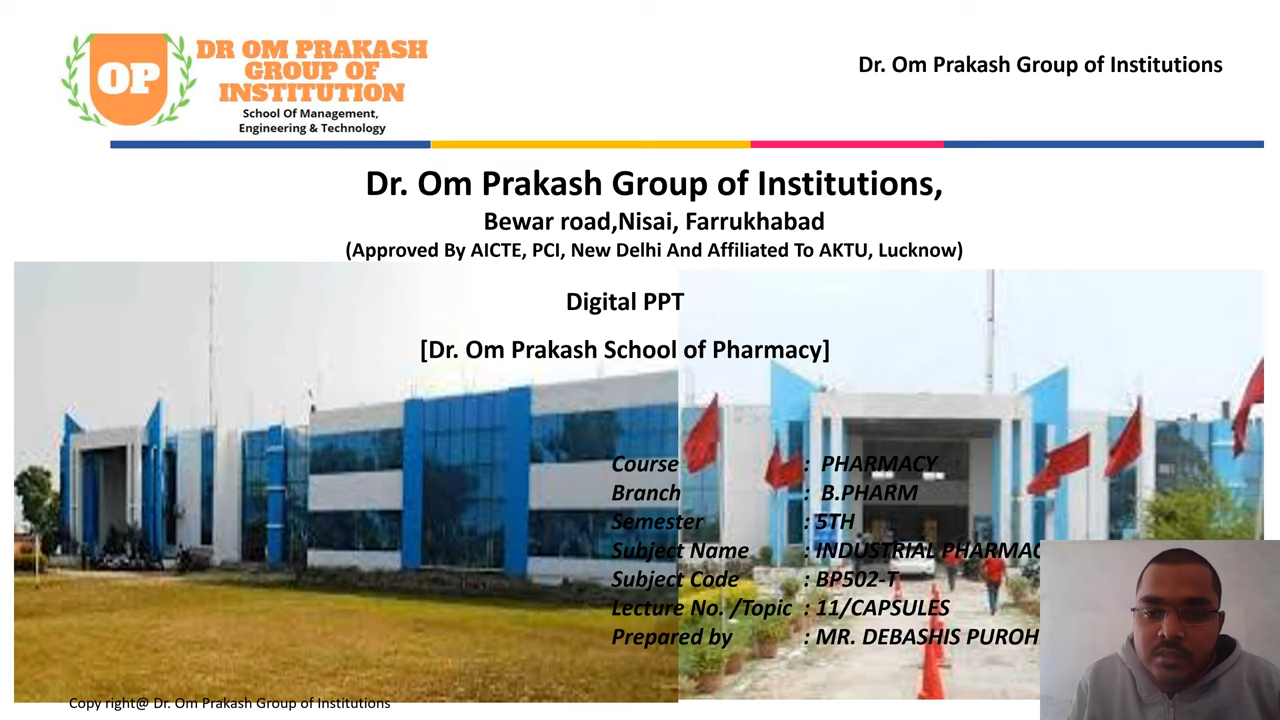 OP
DR OM PRAKASH
GROUP OF
INSTITUTION
School Of Management,
Engineering & Technology
Dr. Om Prakash Group of Institutions
Dr. Om Prakash Group of Institutions,
Bewar road,Nisai, Farrukhabad
(Approved By AICTE, PCI, New Delhi And Affiliated To AKTU, Lucknow)
Digital PPT
[Dr. Om Prakash School of Pharmacy]
Course : PHARMACY
Branch : B.PHARM
Semester : 5TH
Subject Name : INDUSTRIAL
Subject Code : BP502-T
Lecture No. /Topic : 11/CAPSULES
Prepared by : MR. DEBASHIS
Copy right@ Dr. Om Prakash Group of Institutions